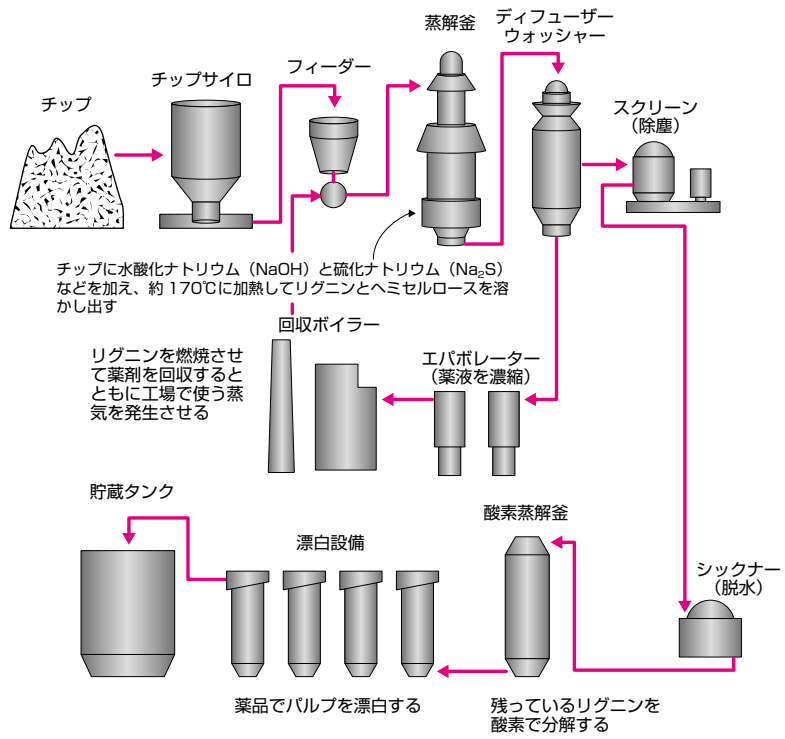 チップ
チップサイロ
フィーダー
蒸解釜
ディフューザー
ウォッシャー
スクリーン
（除塵）
チップに水酸化ナトリウム（NaOH）と硫化ナトリウム（Na₂S）
などを加え、約170℃に加熱してリグニンとヘミセルロースを溶
かし出す
回収ボイラー
リグニンを燃焼させ
て薬剤を回収すると
ともに工場で使う蒸
気を発生させる
エパボレーター
（薬液を濃縮）
貯蔵タンク
漂白設備
酸素蒸解釜
シックナー
（脱水）
薬品でパルプを漂白する
残っているリグニンを
酸素で分解する